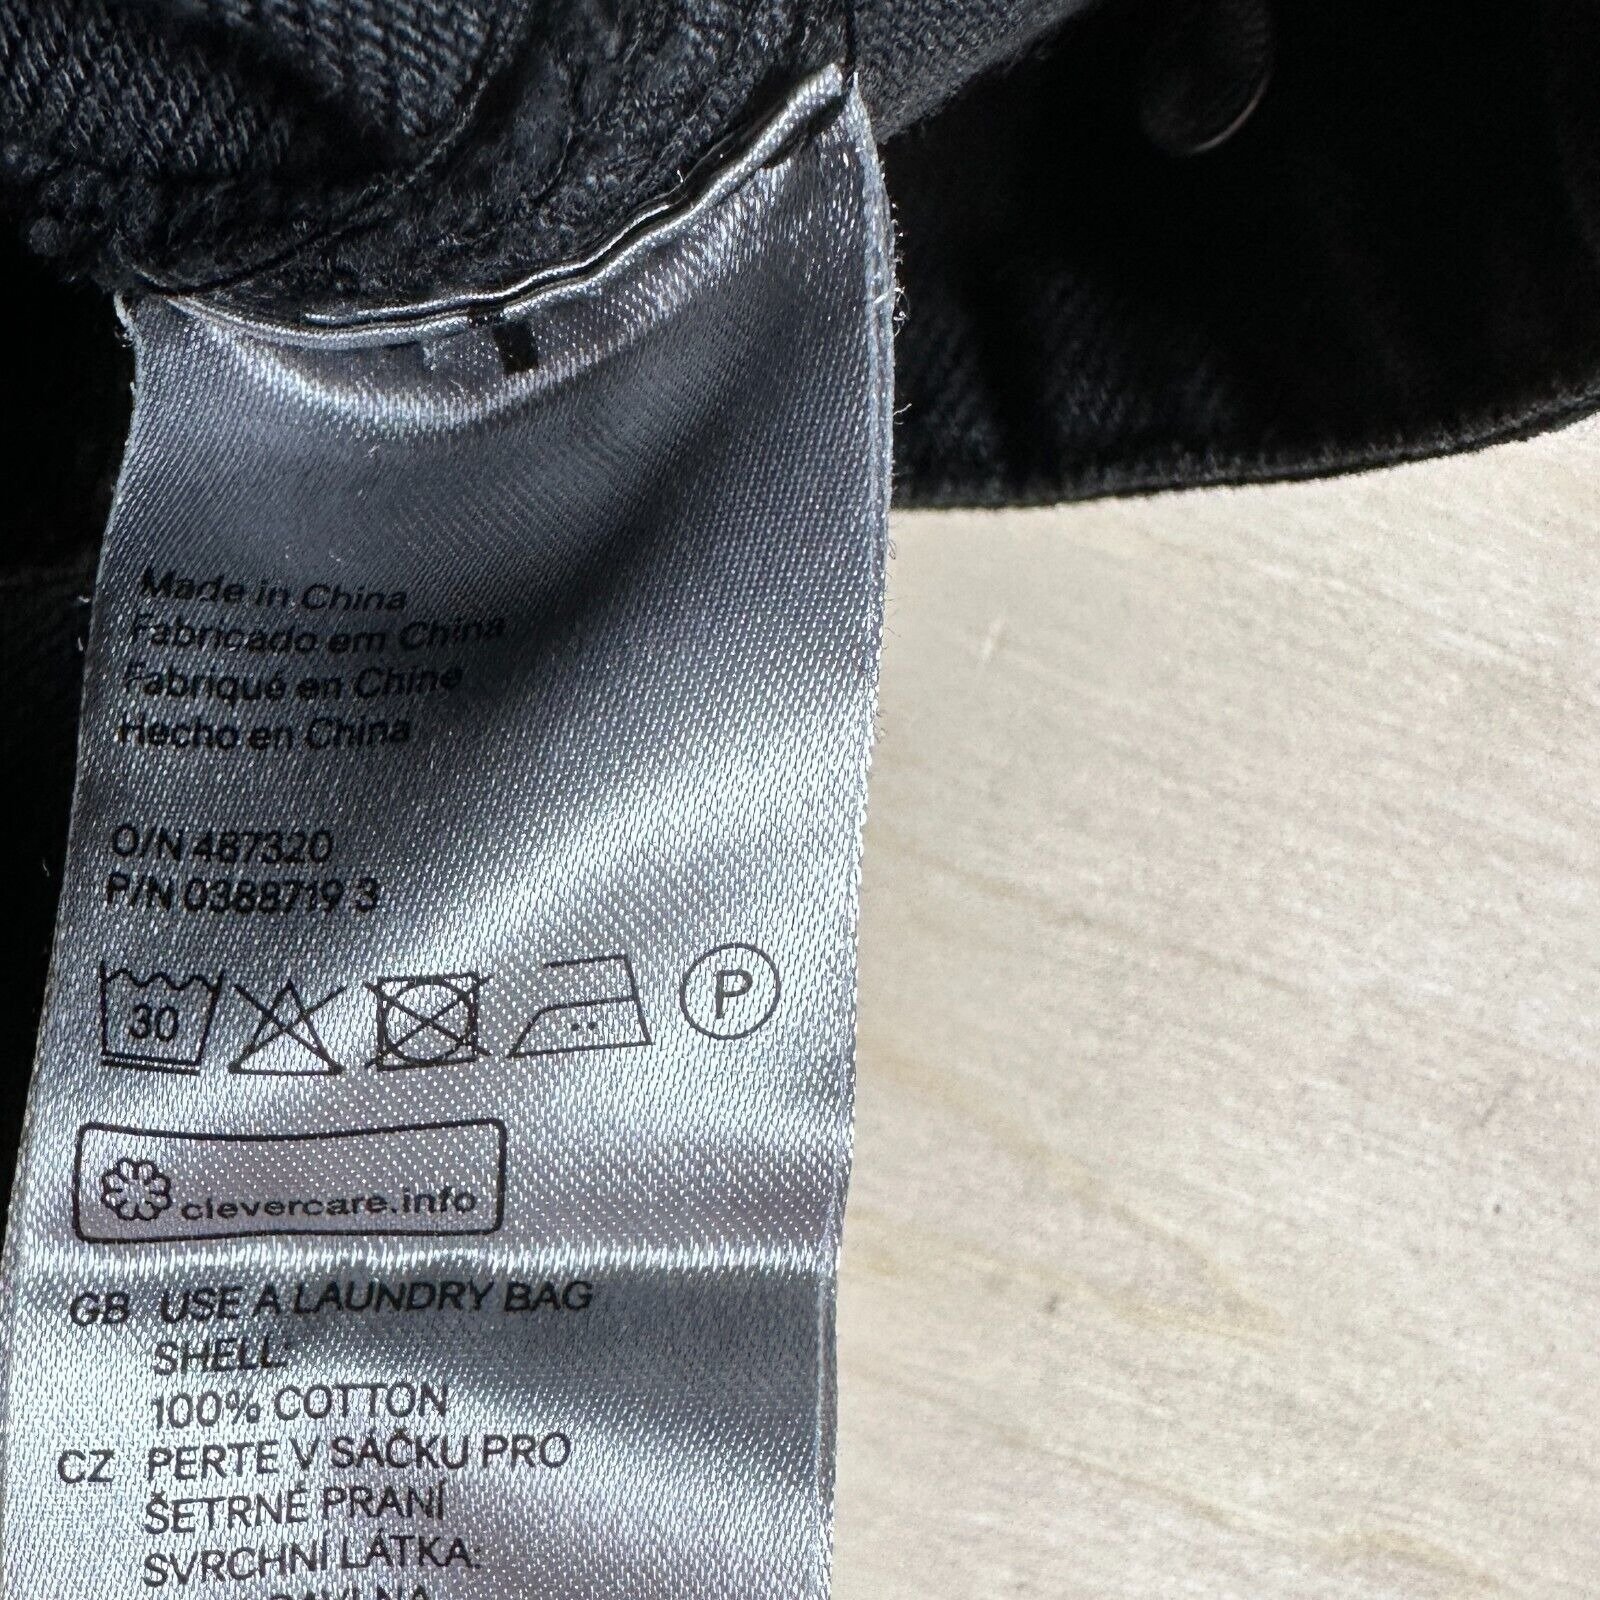 Made in China
Fabricado em China
Fabriqué en Chine
Hecho en China
O/N 487320
P/N 0388719 3
30
P
clevercare.info
GB USE A LAUNDRY BAG
SHELL:
100% COTTON
CZ PERTE V SÁČKU PRO
ŠETRNÉ PRANÍ
SVRCHNÍ LÁTKA: